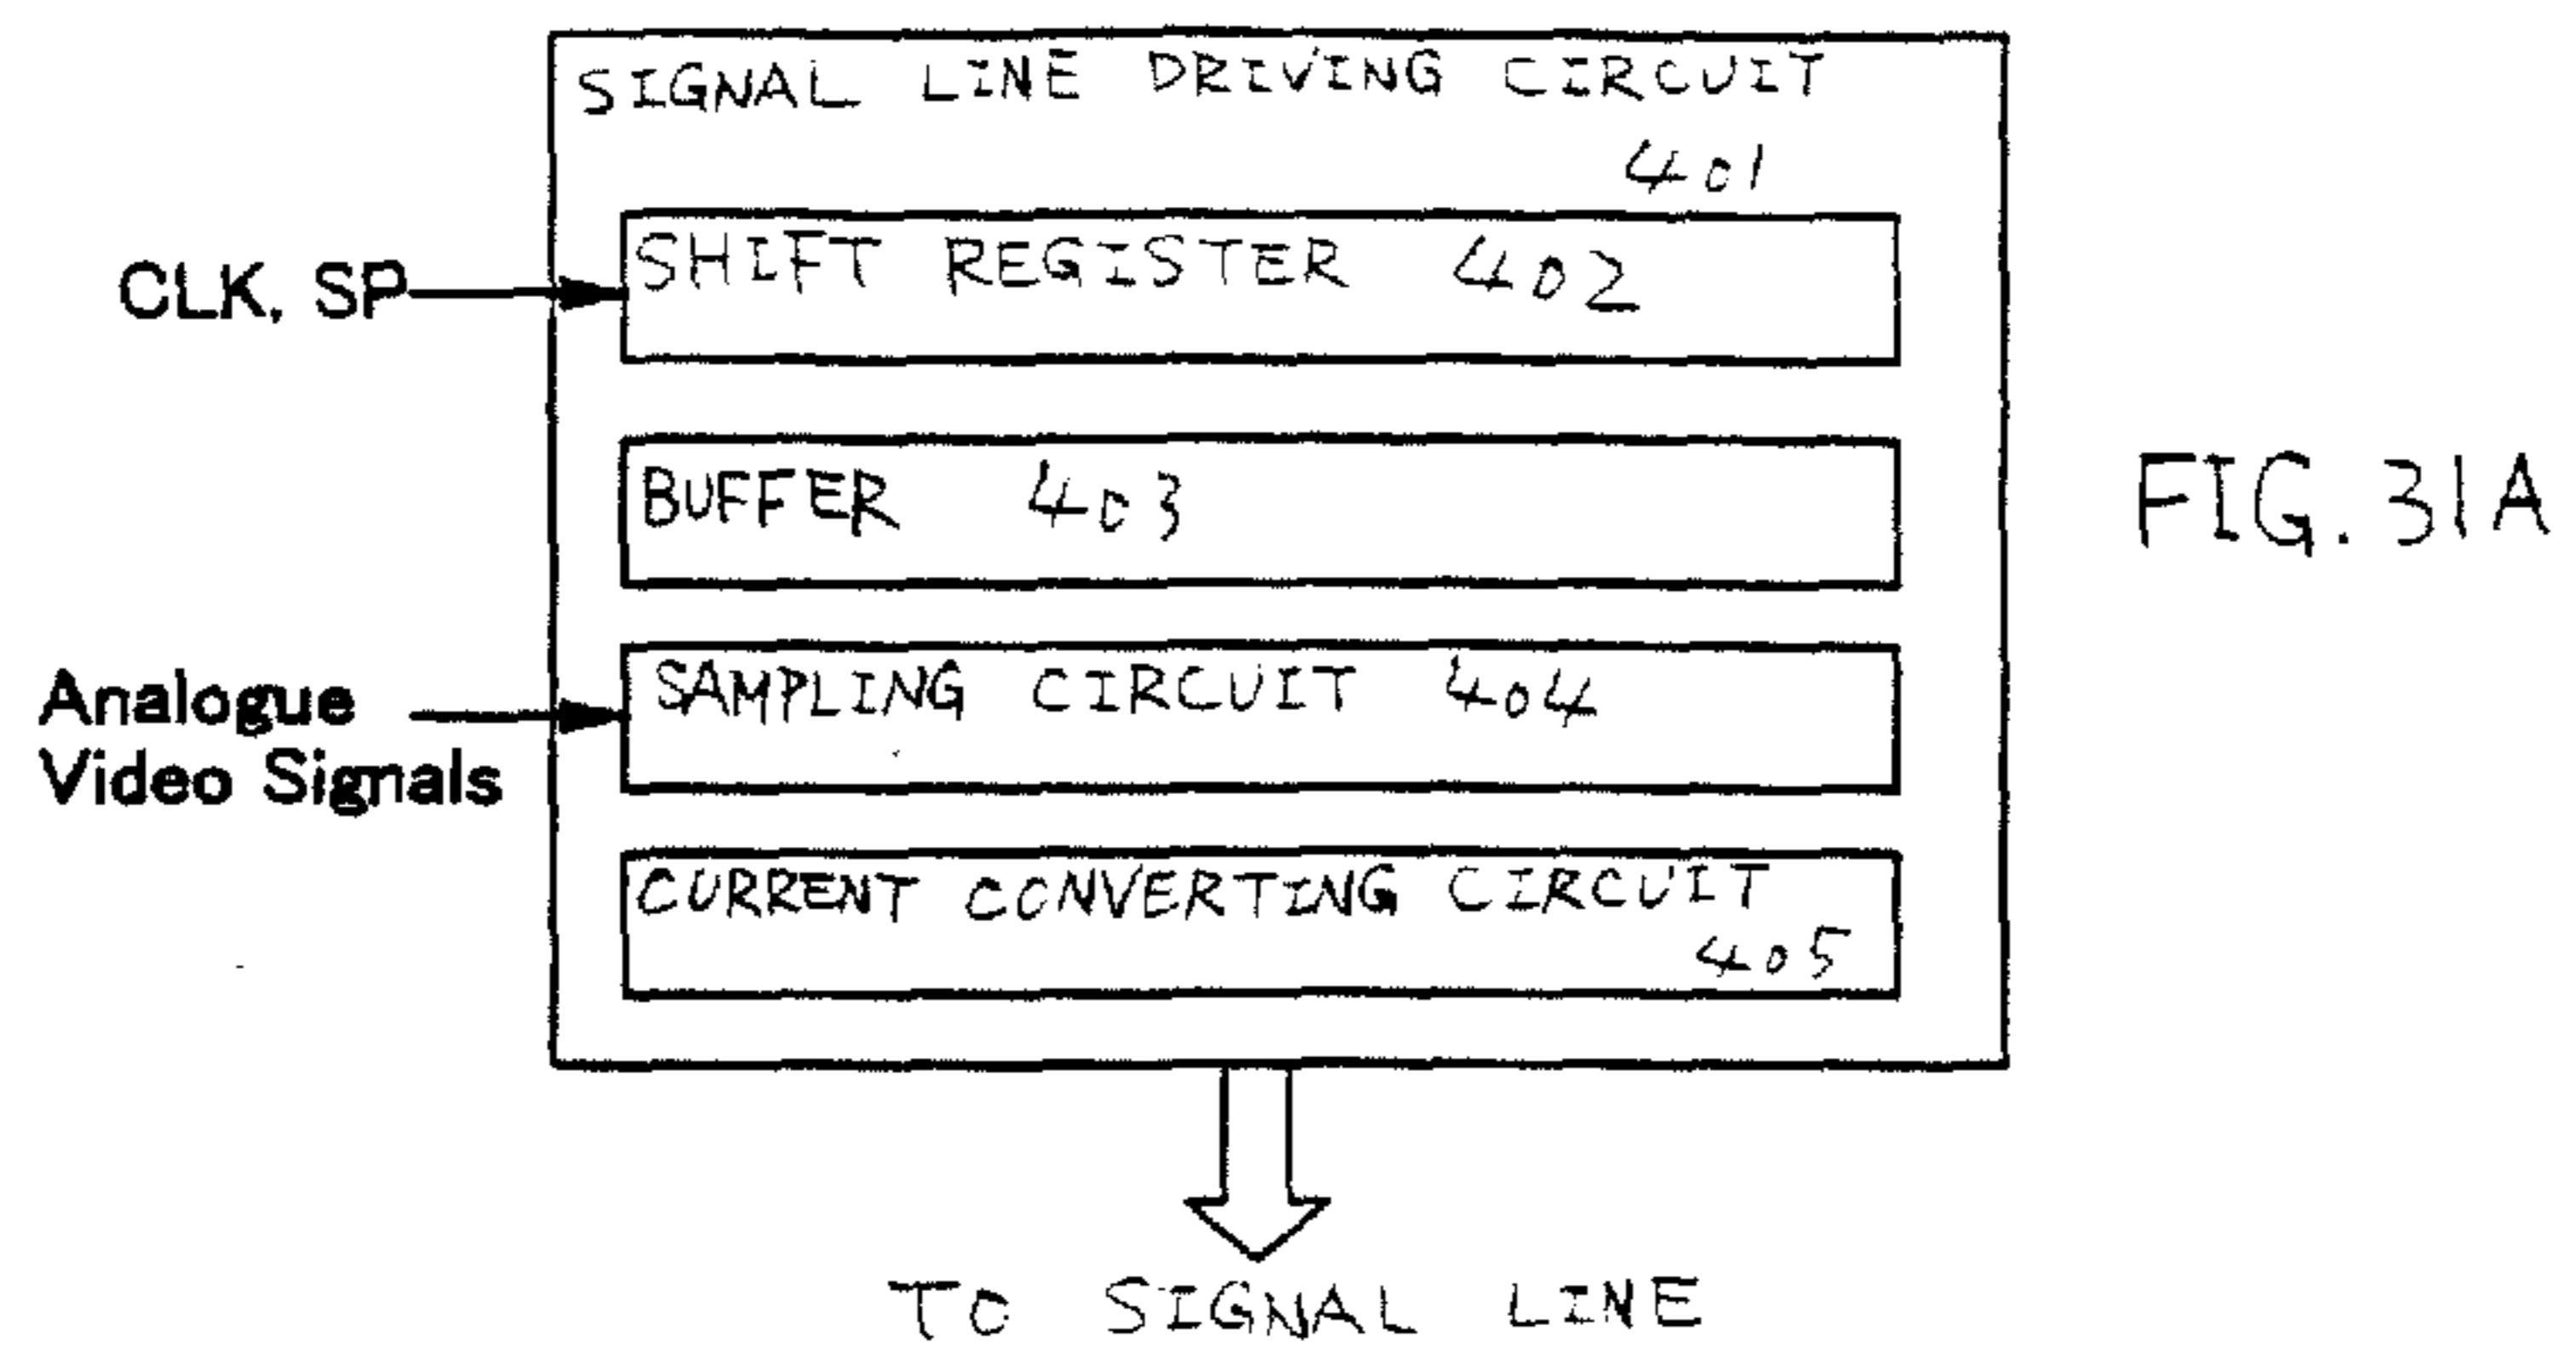 SIGNAL LINE DRIVING CIRCUIT
401
CLK, SP
SHIFT REGISTER 402
BUFFER 403
FIG. 31A
Analogue
Video Signals
SAMPLING CIRCUIT 404
CURRENT CONVERTING CIRCUIT
405
TO SIGNAL LINE